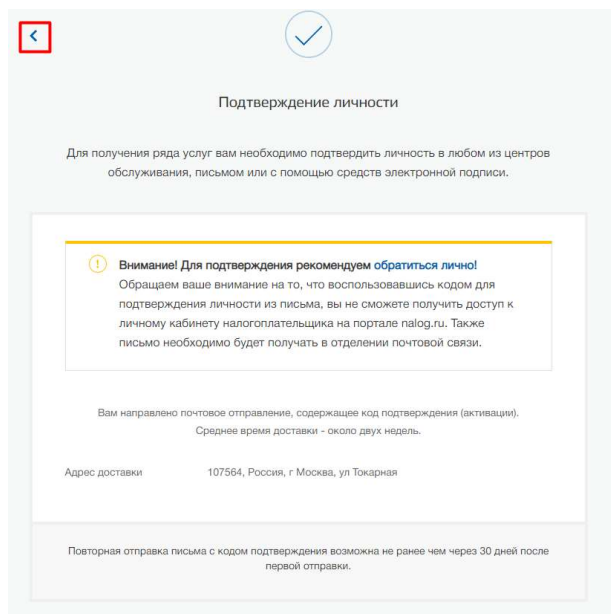 Подтверждение личности
Для получения ряда услуг вам необходимо подтвердить личность в любом из центров
обслуживания, письмом или с помощью средств электронной подписи.
Внимание! Для подтверждения рекомендуем обратиться лично!
Обращаем ваше внимание на то, что воспользовавшись кодом для
подтверждения личности из письма, вы не сможете получить доступ к
личному кабинету налогоплательщика на портале nalog.ru. Также
письмо необходимо будет получать в отделении почтовой связи.
Вам направлено почтовое отправление, содержащее код подтверждения (активации).
Среднее время доставки - около двух недель.
Адрес доставки 107564, Россия, г Москва, ул Токарная
Повторная отправка письма с кодом подтверждения возможна не ранее чем через 30 дней после
первой отправки.